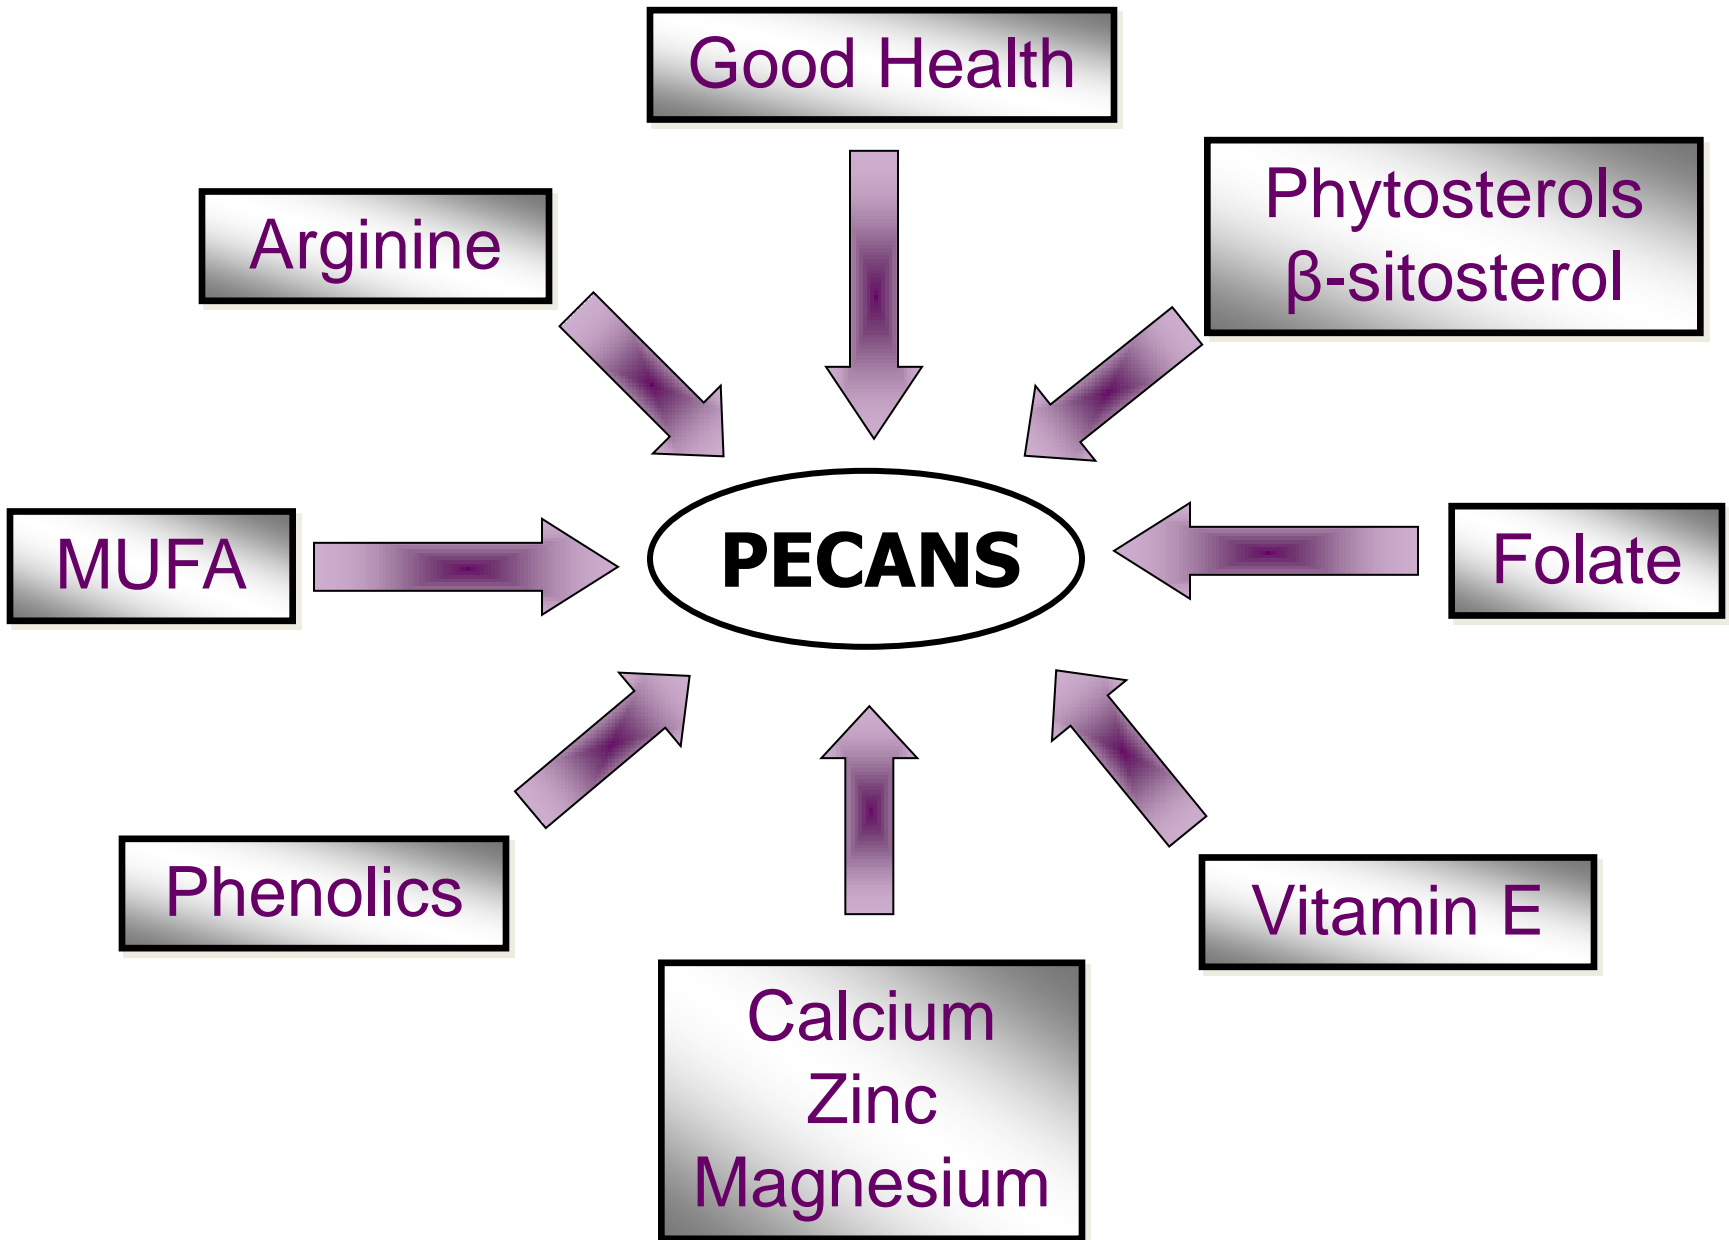 Good Health
Phytosterols
β-sitosterol
Arginine
MUFA
PECANS
Folate
Phenolics
Vitamin E
Calcium
Zinc
Magnesium